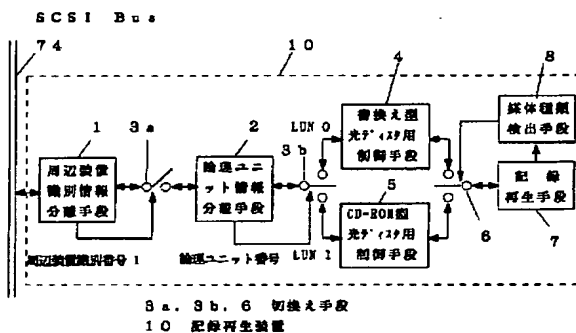 SCSI Bus
74
10
4
8
1
3a
2
3b
LUN 0
書換え型
光ディスク用
制御手段
媒体種類
検出手段
周辺装置
識別情報
分離手段
論理ユニ
ット情報
分離手段
5
CD-ROM型
光ディスク用
制御手段
6
記録
再生手段
7
周辺装置識別番号1
論理ユニット番号
LUN 1
3a, 3b, 6 切換え手段
10 記録再生装置